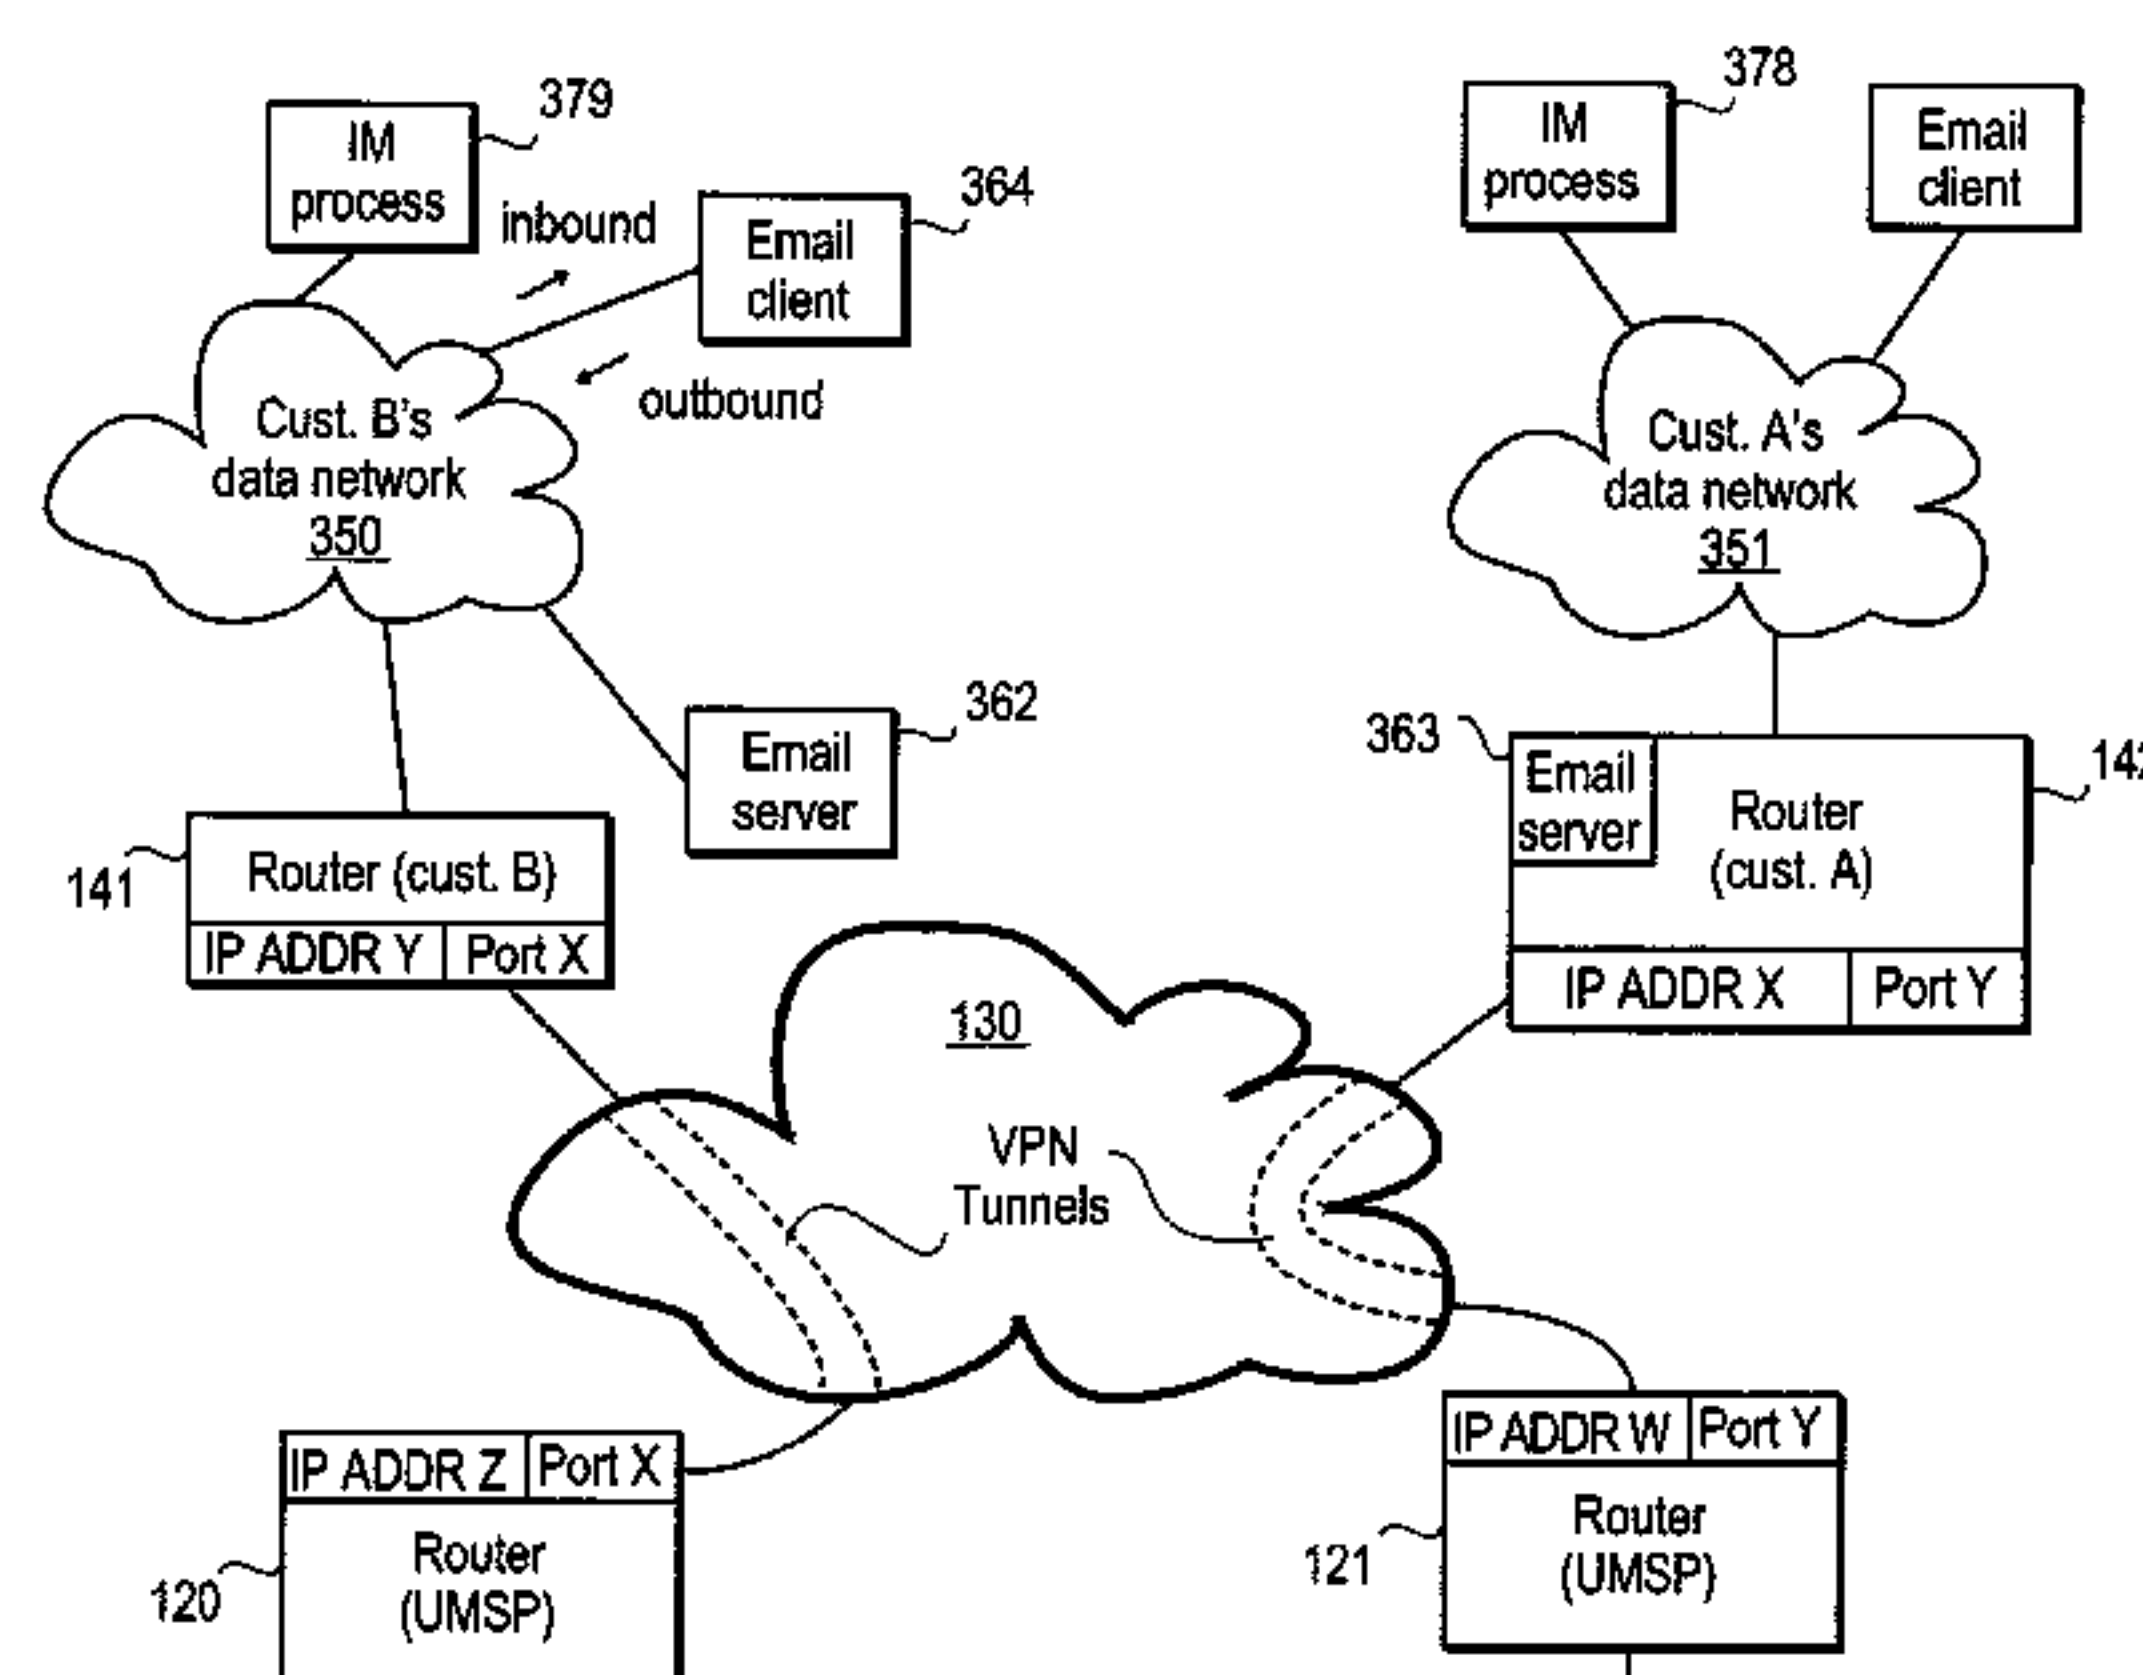 379
IM
process
inbound
364
Email
client
outbound
Cust. B's
data network
350
378
IM
process
Email
client
Cust. A's
data network
351
362
Email
server
141
Router (cust. B)
IP ADDR Y
Port X
363
Email
server
Router
(cust. A)
142
IP ADDR X
Port Y
130
VPN
Tunnels
IP ADDR Z
Port X
Router
(UMSP)
120
IP ADDR W
Port Y
Router
(UMSP)
121